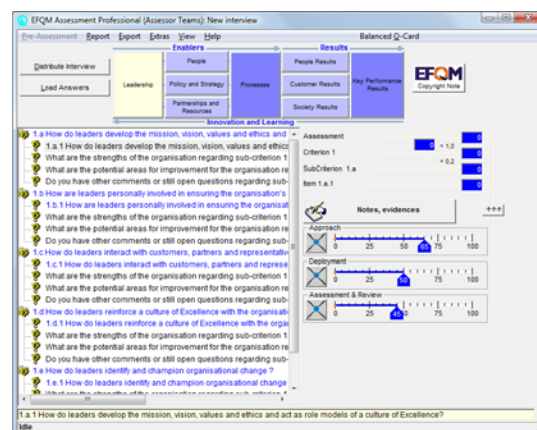 EFQM Assessment Professional (Assessor Teams): New interview
Pre-Assessment Report Export Extras View Help Balanced Q-Card
Enablers Results
Distribute Interview
Load Answers
Leadership
People
Policy and Strategy
Partnerships and
Resources
Processes
People Results
Customer Results
Society Results
Key Performance
Results
EFQM
Copyright Note
Innovation and Learning
1.a How do leaders develop the mission, vision, values and ethics and
1.a.1 How do leaders develop the mission, vision, values and ethics
What are the strengths of the organisation regarding sub-criterion 1
What are the potential areas for improvement for the organisation re
Do you have other comments or still open questions regarding sub-
1.b How are leaders personally involved in ensuring the organisation's
1.b.1 How are leaders personally involved in ensuring the organisat
What are the strengths of the organisation regarding sub-criterion 1
What are the potential areas for improvement for the organisation re
Do you have other comments or still open questions regarding sub-
1.c How do leaders interact with customers, partners and representativ
1.c.1 How do leaders interact with customers, partners and represe
What are the strengths of the organisation regarding sub-criterion 1
What are the potential areas for improvement for the organisation re
Do you have other comments or still open questions regarding sub-
1.d How do leaders reinforce a culture of Excellence with the organisati
1.d.1 How do leaders reinforce a culture of Excellence with the orga
What are the strengths of the organisation regarding sub-criterion 1
What are the potential areas for improvement for the organisation re
Do you have other comments or still open questions regarding sub-
1.e How do leaders identify and champion organisational change ?
1.e.1 How do leaders identify and champion organisational change
What are the strengths of the organisation regarding sub-criterion 1
Assessment 0
Criterion 1 0 * 1,0 0
SubCriterion 1.a * 0,2 0
Item 1.a.1 0
Notes, evidences +++
Approach
0 25 50 65 75 100
Deployment
0 25 50 75 100
Assessment & Review
0 25 45 75 100
1.a.1 How do leaders develop the mission, vision, values and ethics and act as role models of a culture of Excellence?
Idle